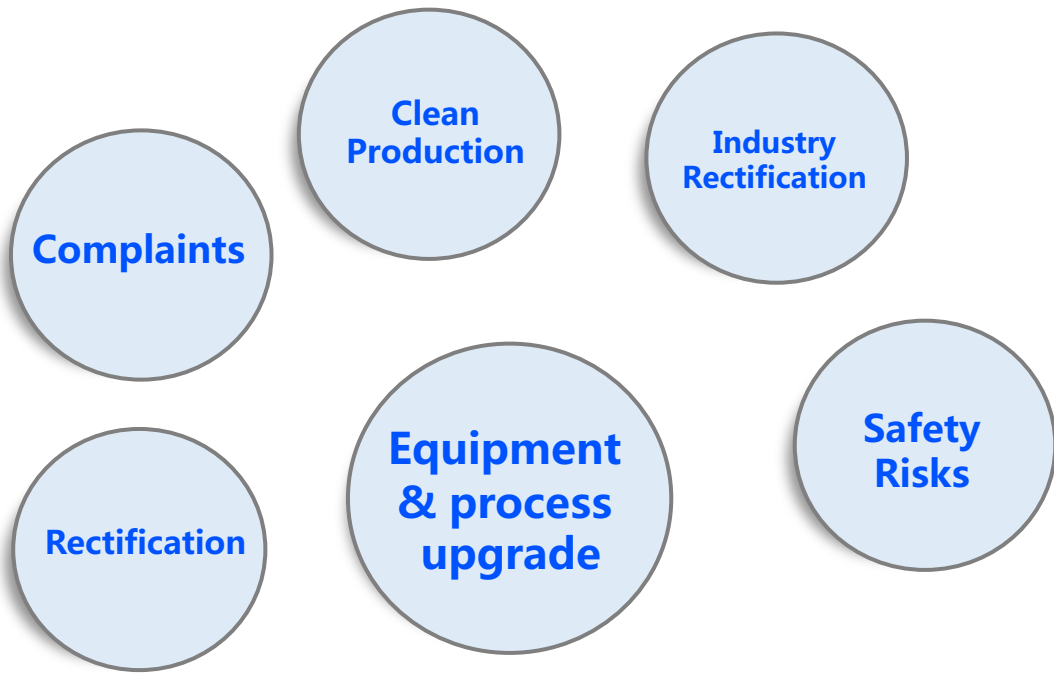 Clean
Production
Industry
Rectification
Complaints
Safety
Risks
Equipment
& process
upgrade
Rectification